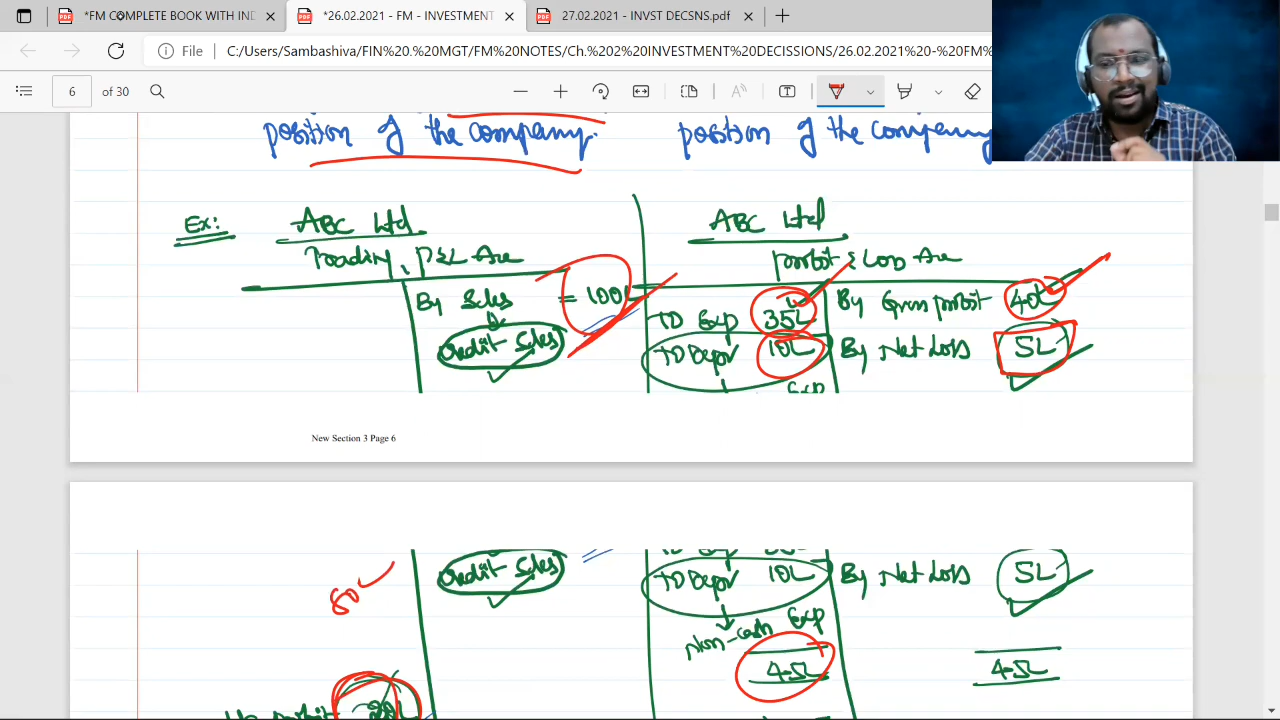 *FM COMPLETE BOOK WITH IND
*26.02.2021 - FM - INVESTMENT
27.02.2021 - INVST DECSNS.pdf
File
C:/Users/Sambashiva/FIN%20.%20MGT/FM%20NOTES/Ch.%202%20INVESTMENT%20DECISSIONS/26.02.2021%20-%20FM%
6 of 30
position of the company. position of the company
Ex: ABC Ltd ABC Ltd
Trading, P&L A/c Profit & Loss A/c
By Sales = 100L To Exp 35L By Gross profit 40L
Credit Sales To Depr 10L By Net Loss 5L
Exp
New Section 3 Page 6
Credit Sales To Depr 10L By Net Loss 5L
80
Non-cash Exp
45L 45L
profit 20L